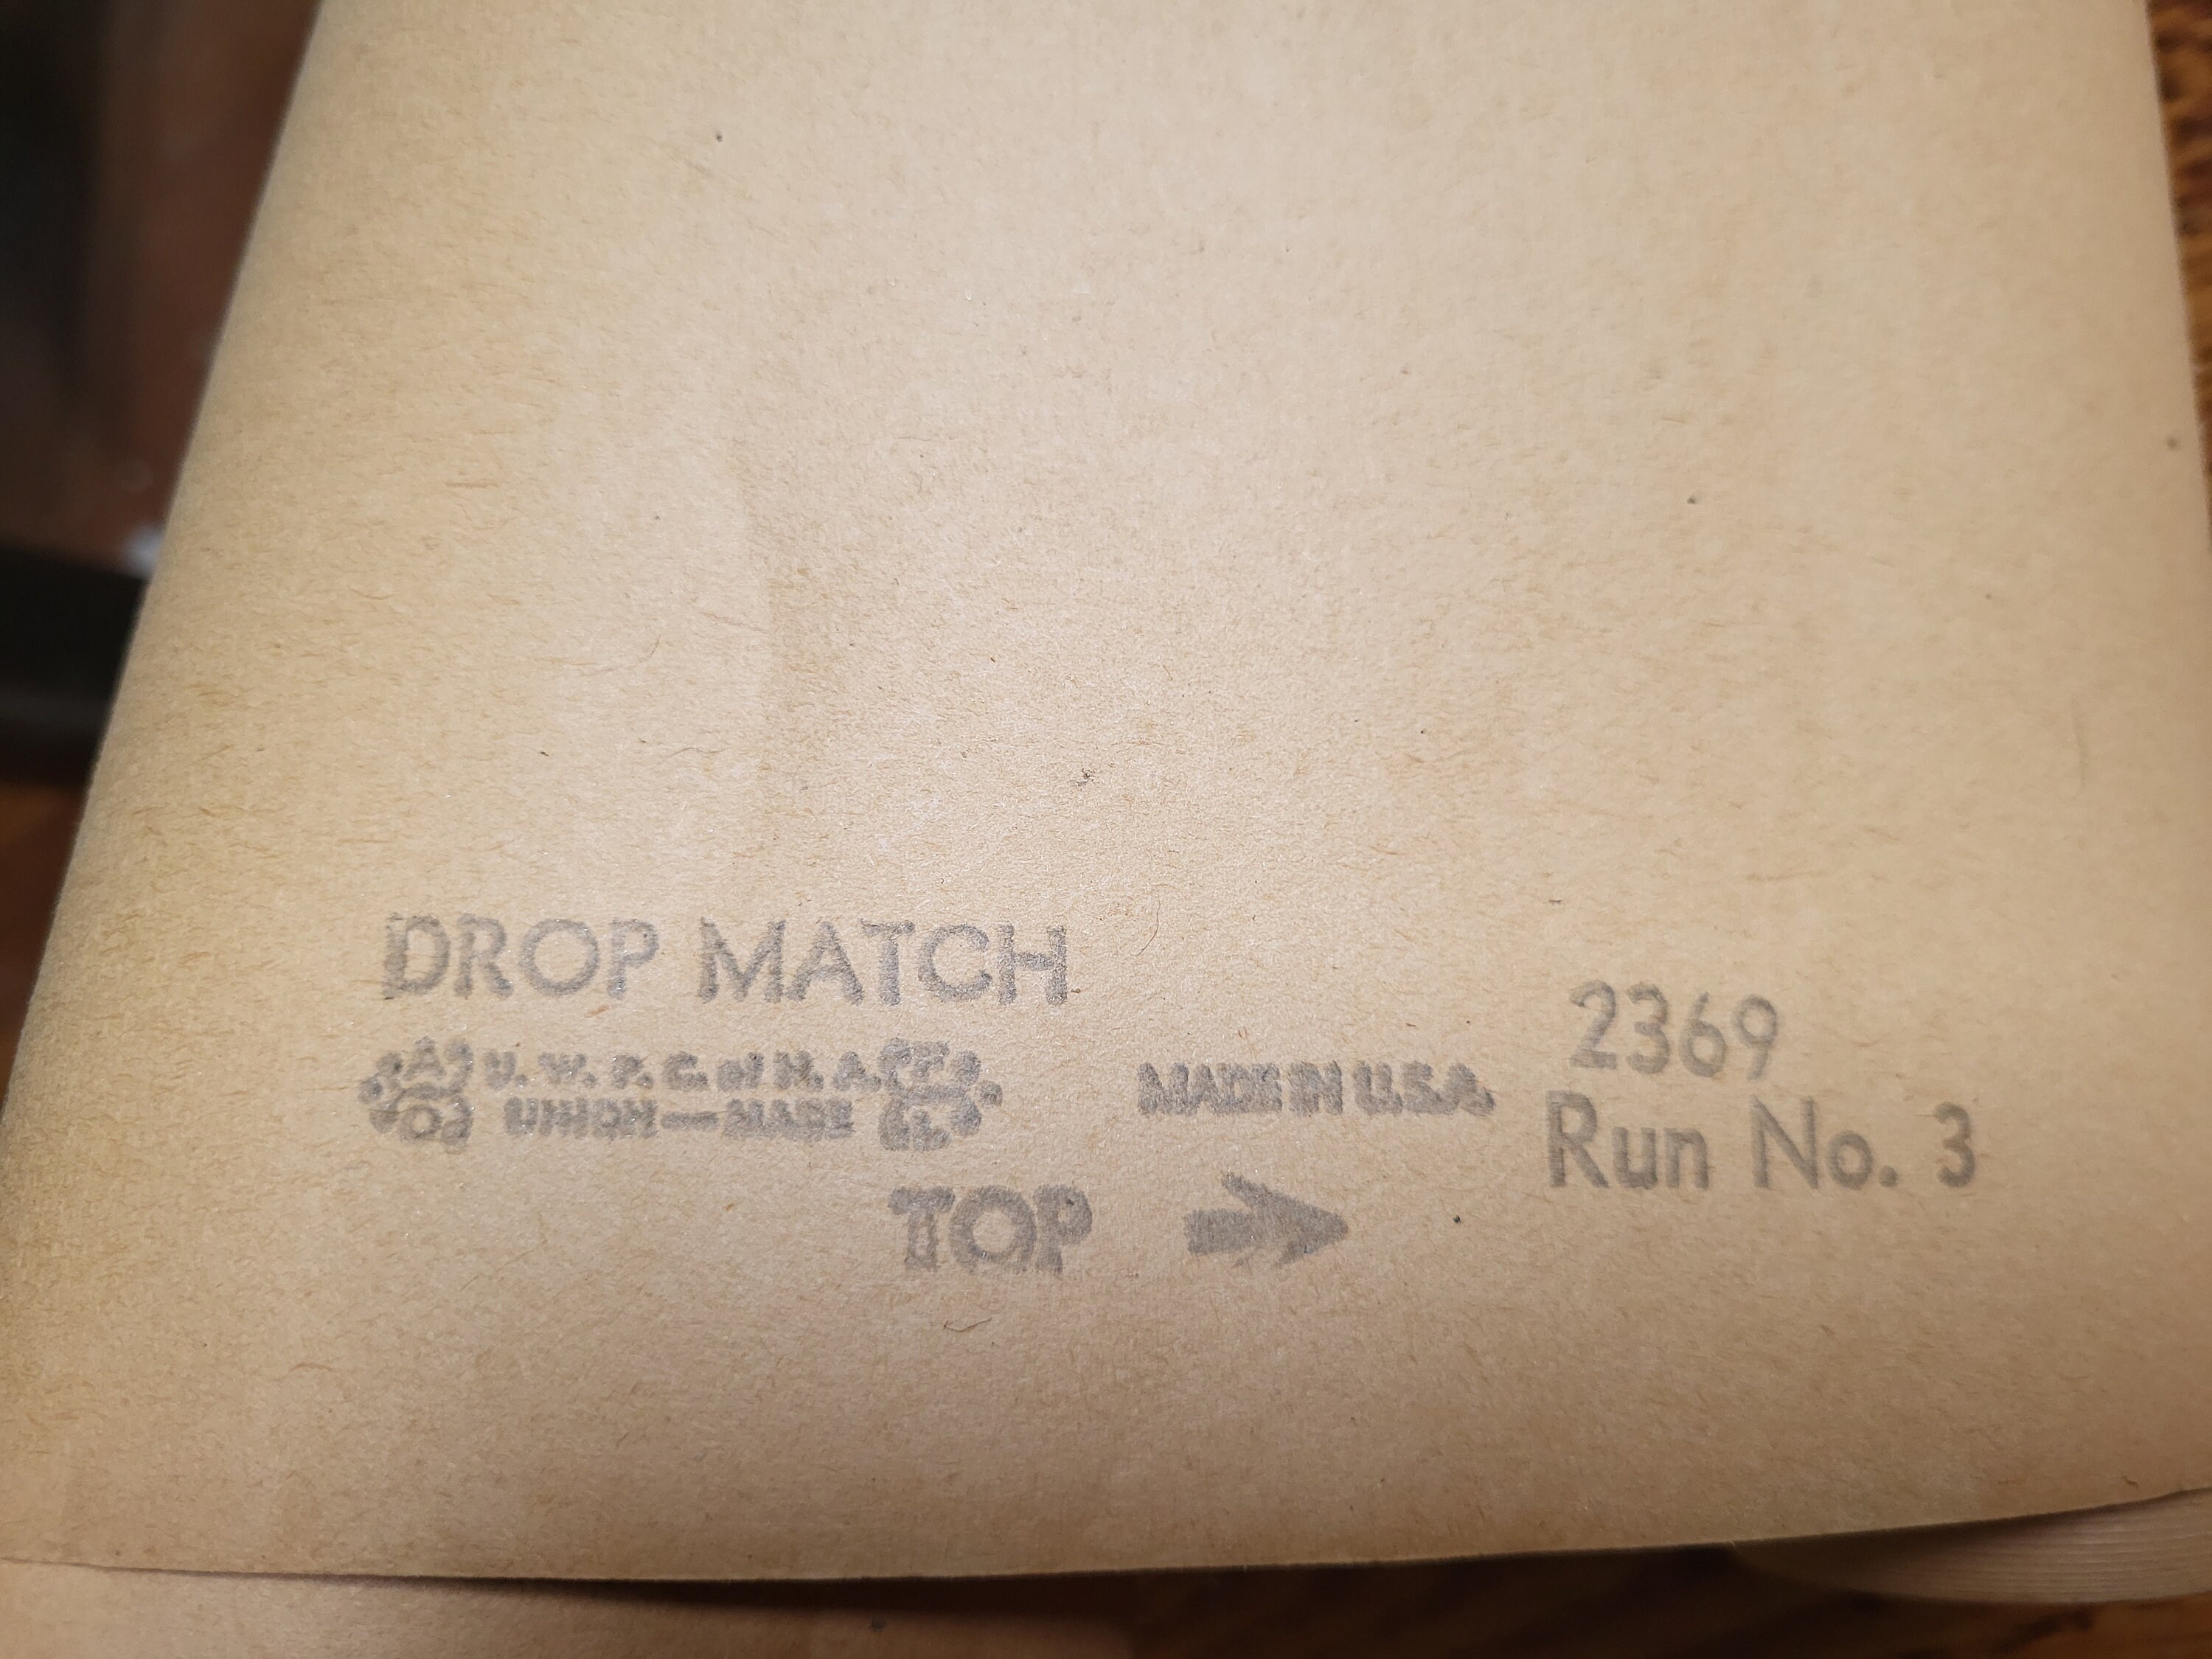 DROP MATCH
U. W. P. C. of N. A.
UNION—MADE
MADE IN U.S.A.
2369
Run No. 3
TOP